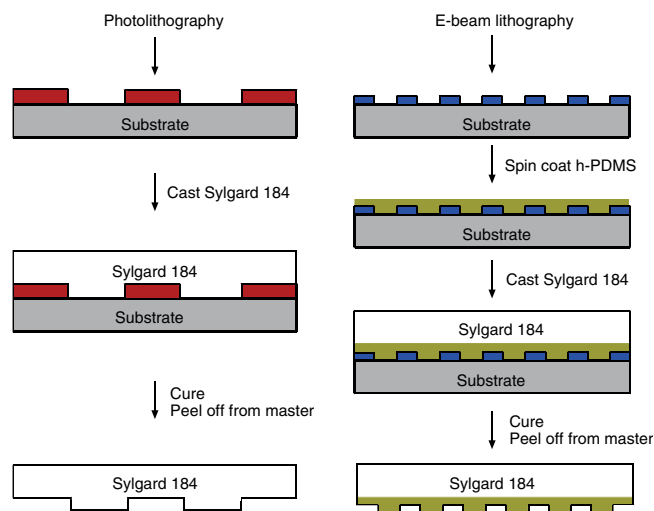 Photolithography
Substrate
Cast Sylgard 184
Sylgard 184
Substrate
Cure
Peel off from master
Sylgard 184
E-beam lithography
Substrate
Spin coat h-PDMS
Substrate
Cast Sylgard 184
Sylgard 184
Substrate
Cure
Peel off from master
Sylgard 184